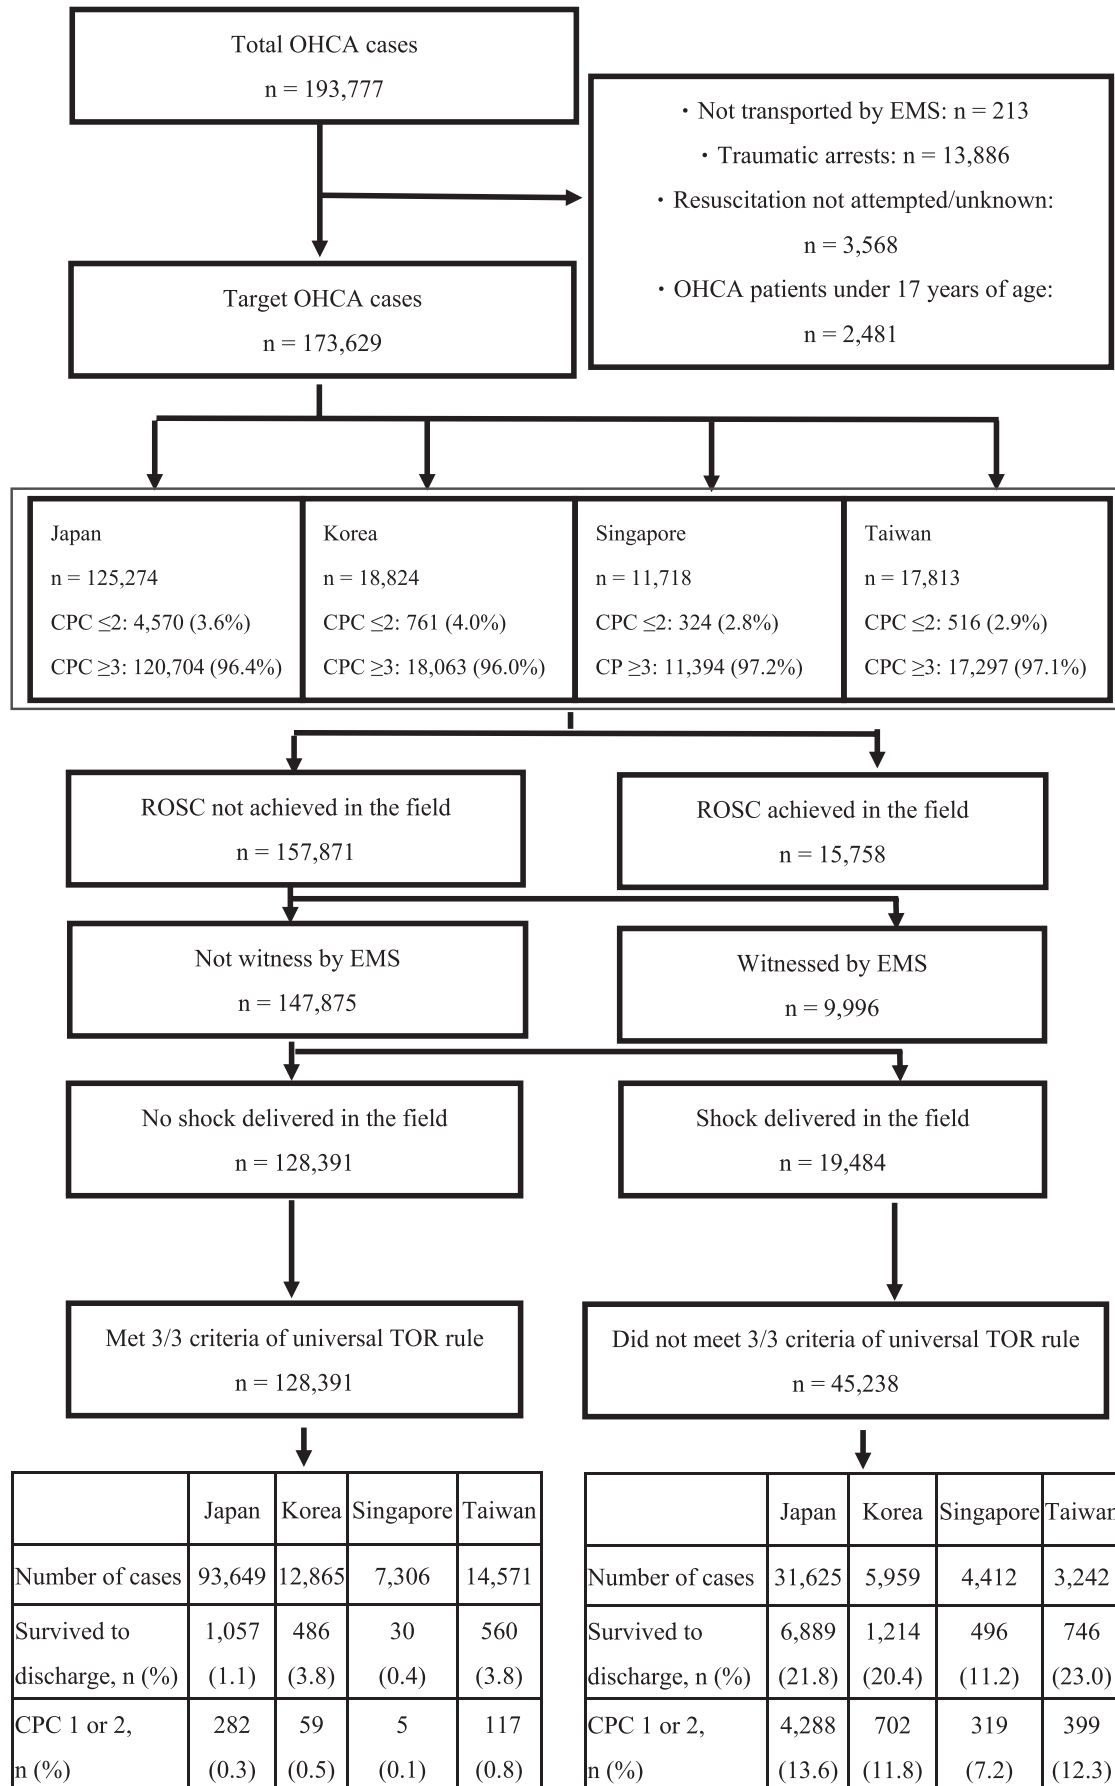 Total OHCA cases
n = 193,777
・Not transported by EMS: n = 213
・Traumatic arrests: n = 13,886
・Resuscitation not attempted/unknown:
n = 3,568
・OHCA patients under 17 years of age:
n = 2,481
Target OHCA cases
n = 173,629
Japan
n = 125,274
CPC ≤2: 4,570 (3.6%)
CPC ≥3: 120,704 (96.4%)
Korea
n = 18,824
CPC ≤2: 761 (4.0%)
CPC ≥3: 18,063 (96.0%)
Singapore
n = 11,718
CPC ≤2: 324 (2.8%)
CP ≥3: 11,394 (97.2%)
Taiwan
n = 17,813
CPC ≤2: 516 (2.9%)
CPC ≥3: 17,297 (97.1%)
ROSC not achieved in the field
n = 157,871
ROSC achieved in the field
n = 15,758
Not witness by EMS
n = 147,875
Witnessed by EMS
n = 9,996
No shock delivered in the field
n = 128,391
Shock delivered in the field
n = 19,484
Met 3/3 criteria of universal TOR rule
n = 128,391
Did not meet 3/3 criteria of universal TOR rule
n = 45,238
Japan Korea Singapore Taiwan
Number of cases 93,649 12,865 7,306 14,571
Survived to 1,057 486 30 560
discharge, n (%) (1.1) (3.8) (0.4) (3.8)
CPC 1 or 2, 282 59 5 117
n (%) (0.3) (0.5) (0.1) (0.8)
Japan Korea Singapore Taiwan
Number of cases 31,625 5,959 4,412 3,242
Survived to 6,889 1,214 496 746
discharge, n (%) (21.8) (20.4) (11.2) (23.0)
CPC 1 or 2, 4,288 702 319 399
n (%) (13.6) (11.8) (7.2) (12.3)